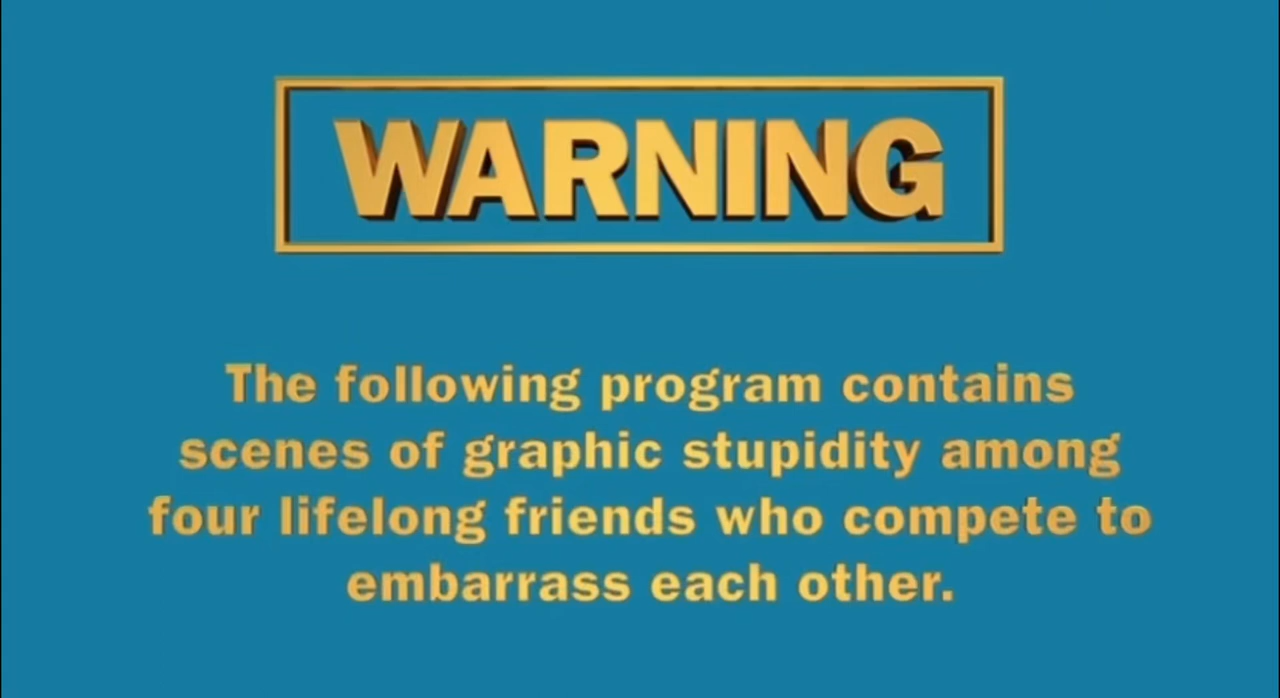 WARNING
The following program contains
scenes of graphic stupidity among
four lifelong friends who compete to
embarrass each other.